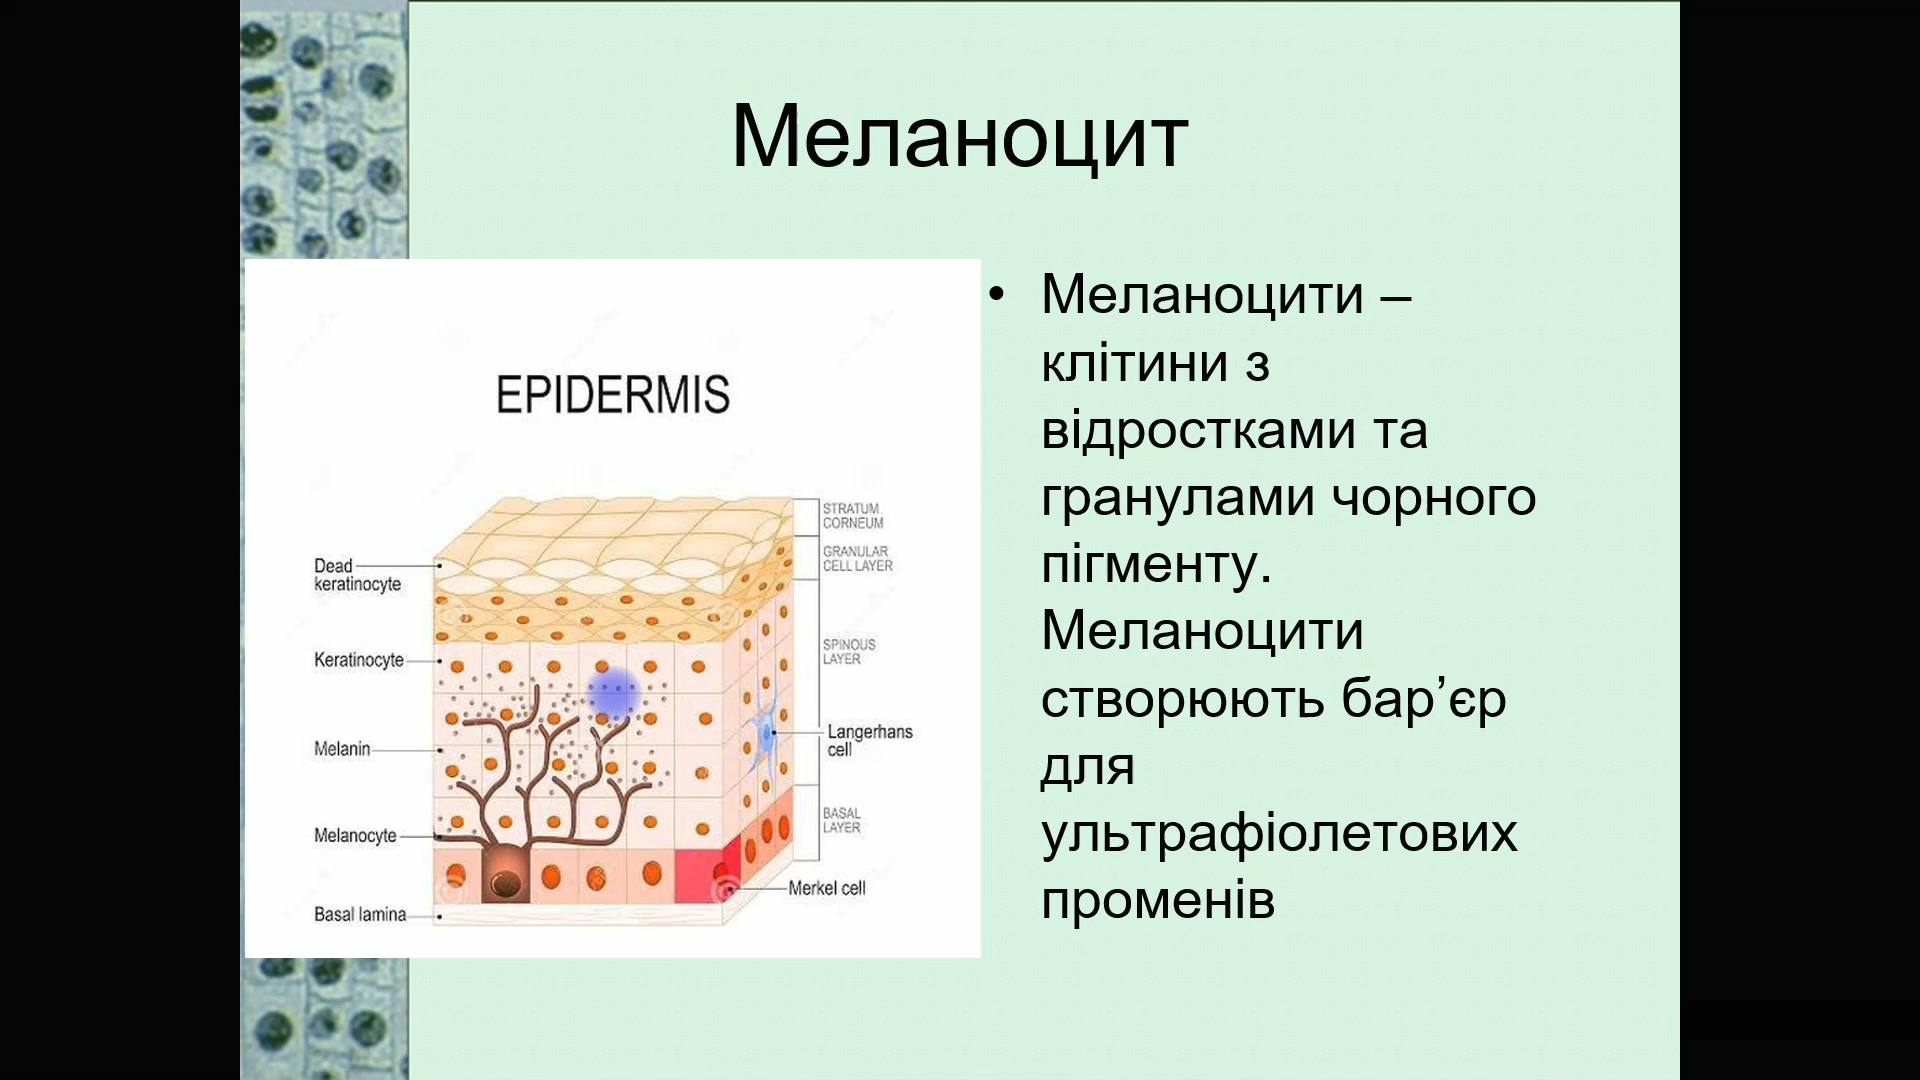 Меланоцит
EPIDERMIS
STRATUM
CORNEUM
GRANULAR
CELL LAYER
Dead
keratinocyte
SPINOUS
LAYER
Keratinocyte
Langerhans
cell
Melanin
BASAL
LAYER
Melanocyte
Merkel cell
Basal lamina
• Меланоцити –
клітини з
відростками та
гранулами чорного
пігменту.
Меланоцити
створюють бар’єр
для
ультрафіолетових
променів